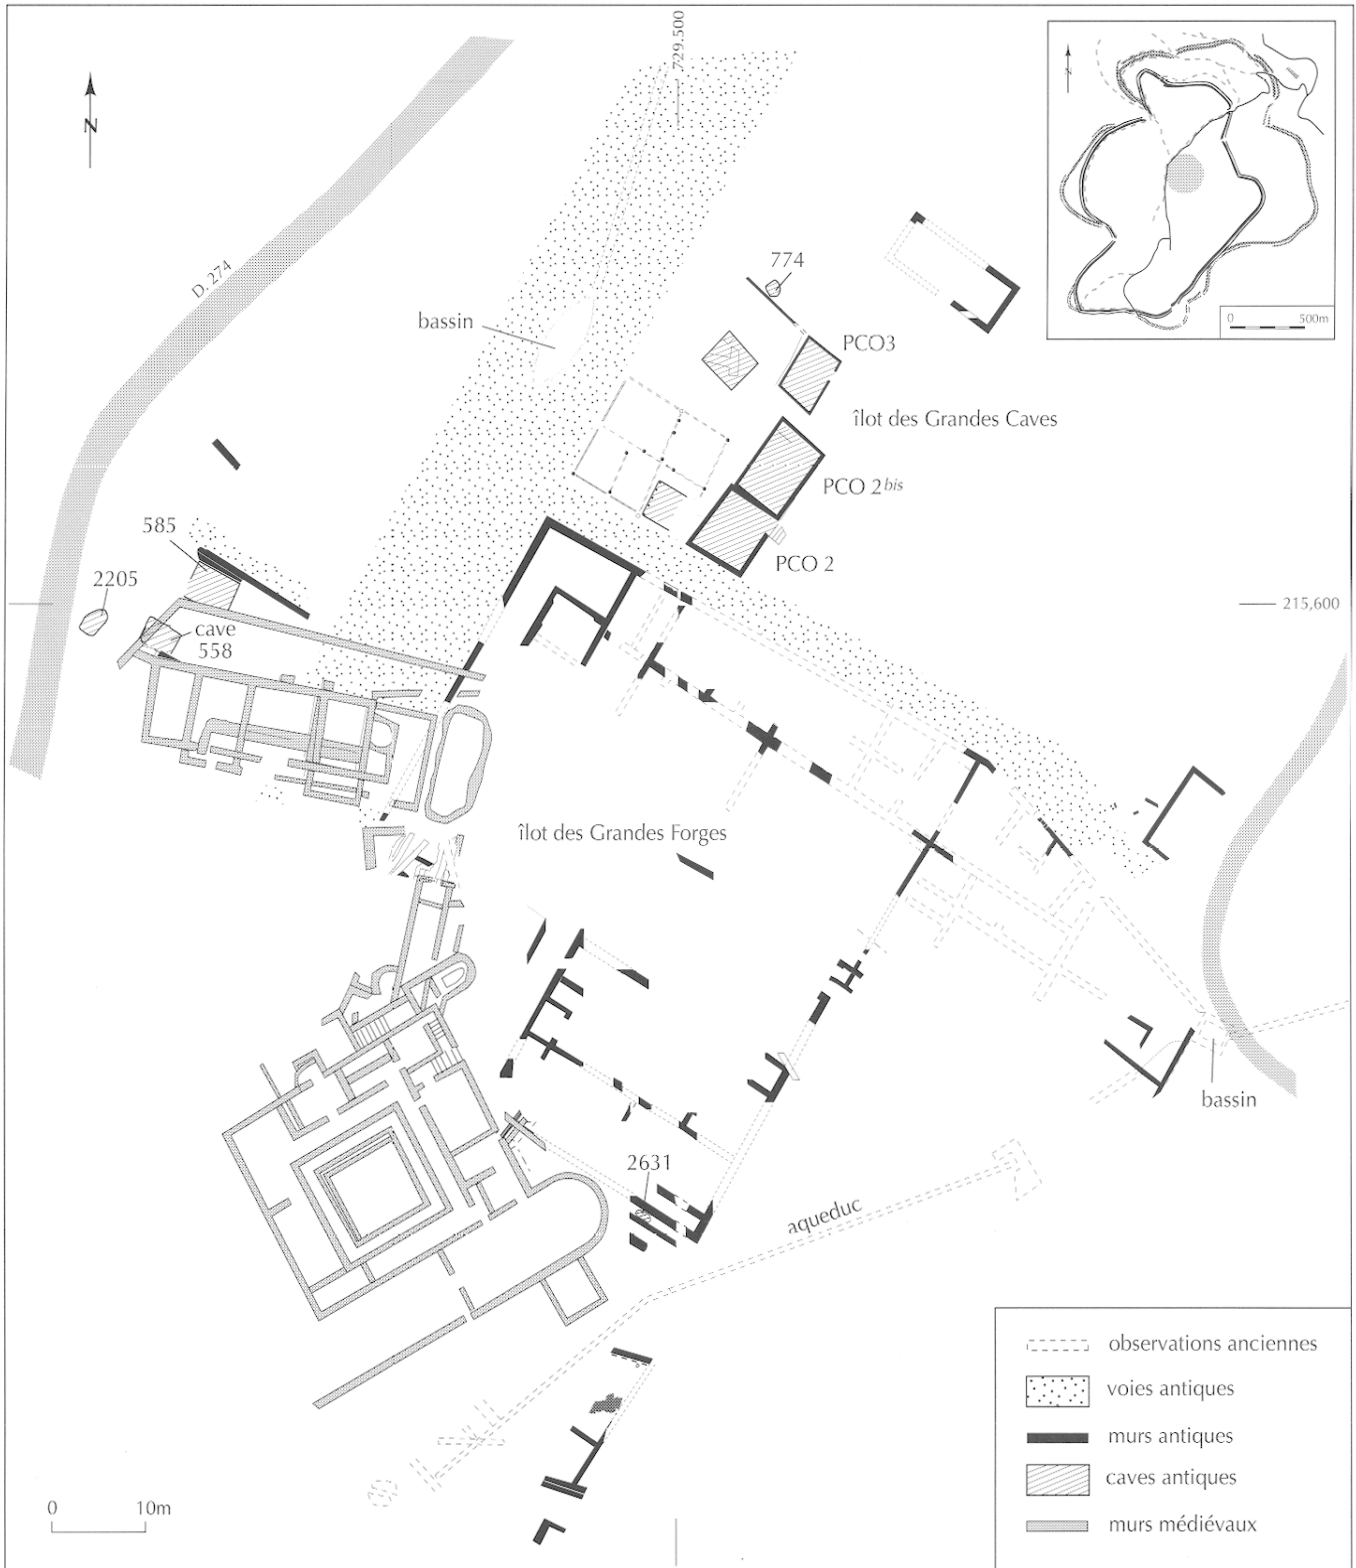 729.500
N
N
0 500m
D. 274
774
bassin
PCO3
îlot des Grandes Caves
PCO 2bis
585
PCO 2
2205
215,600
cave
558
îlot des Grandes Forges
bassin
2631
aqueduc
observations anciennes
voies antiques
murs antiques
caves antiques
murs médiévaux
0 10m